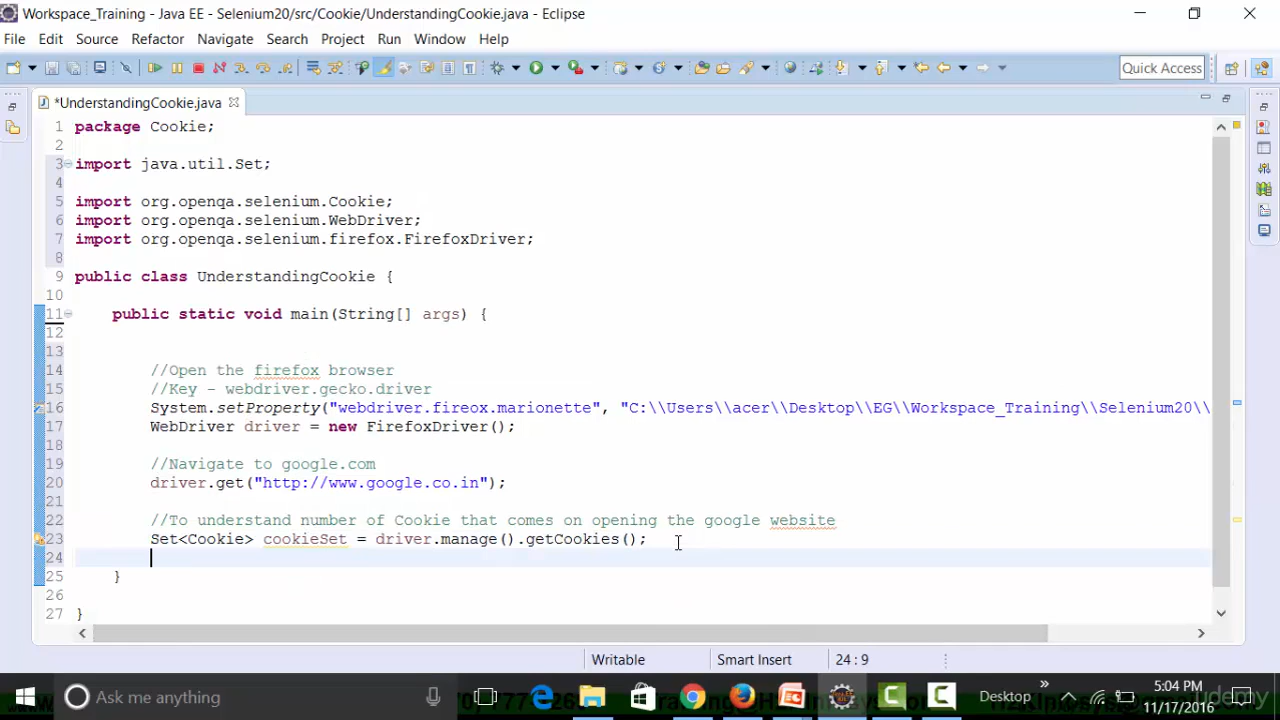 Workspace_Training - Java EE - Selenium20/src/Cookie/UnderstandingCookie.java - Eclipse
File Edit Source Refactor Navigate Search Project Run Window Help
Quick Access
*UnderstandingCookie.java
1 package Cookie;
2
3 import java.util.Set;
4
5 import org.openqa.selenium.Cookie;
6 import org.openqa.selenium.WebDriver;
7 import org.openqa.selenium.firefox.FirefoxDriver;
8
9 public class UnderstandingCookie {
10
11 public static void main(String[] args) {
12
13
14 //Open the firefox browser
15 //Key - webdriver.gecko.driver
16 System.setProperty("webdriver.fireox.marionette", "C:\\Users\\acer\\Desktop\\EG\\Workspace_Training\\Selenium20\\
17 WebDriver driver = new FirefoxDriver();
18
19 //Navigate to google.com
20 driver.get("http://www.google.co.in");
21
22 //To understand number of Cookie that comes on opening the google website
23 Set<Cookie> cookieSet = driver.manage().getCookies();
24
25 }
26
27 }
Writable Smart Insert 24 : 9
Ask me anything
Desktop
5:04 PM
11/17/2016
udemy